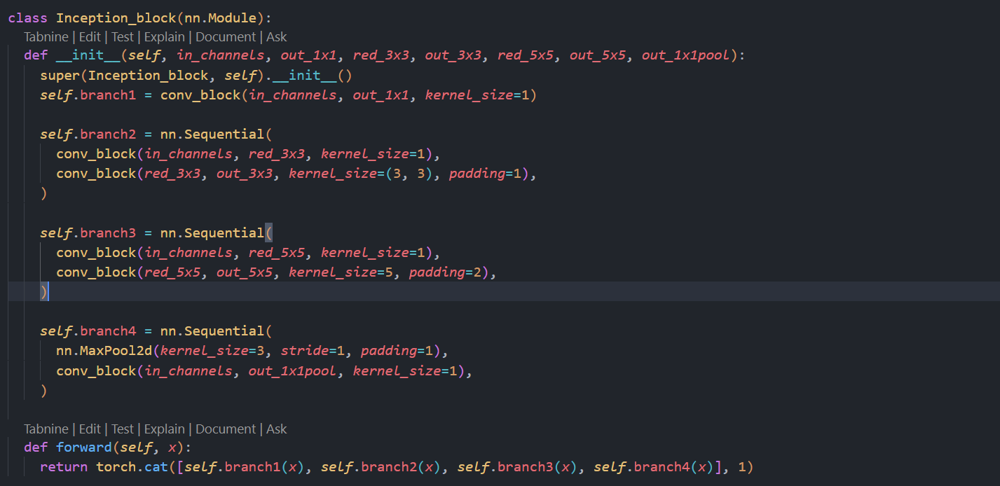 class Inception_block(nn.Module):
Tabnine | Edit | Test | Explain | Document | Ask
def __init__(self, in_channels, out_1x1, red_3x3, out_3x3, red_5x5, out_5x5, out_1x1pool):
super(Inception_block, self).__init__()
self.branch1 = conv_block(in_channels, out_1x1, kernel_size=1)
self.branch2 = nn.Sequential(
conv_block(in_channels, red_3x3, kernel_size=1),
conv_block(red_3x3, out_3x3, kernel_size=(3, 3), padding=1),
)
self.branch3 = nn.Sequential(
conv_block(in_channels, red_5x5, kernel_size=1),
conv_block(red_5x5, out_5x5, kernel_size=5, padding=2),
)
self.branch4 = nn.Sequential(
nn.MaxPool2d(kernel_size=3, stride=1, padding=1),
conv_block(in_channels, out_1x1pool, kernel_size=1),
)
Tabnine | Edit | Test | Explain | Document | Ask
def forward(self, x):
return torch.cat([self.branch1(x), self.branch2(x), self.branch3(x), self.branch4(x)], 1)